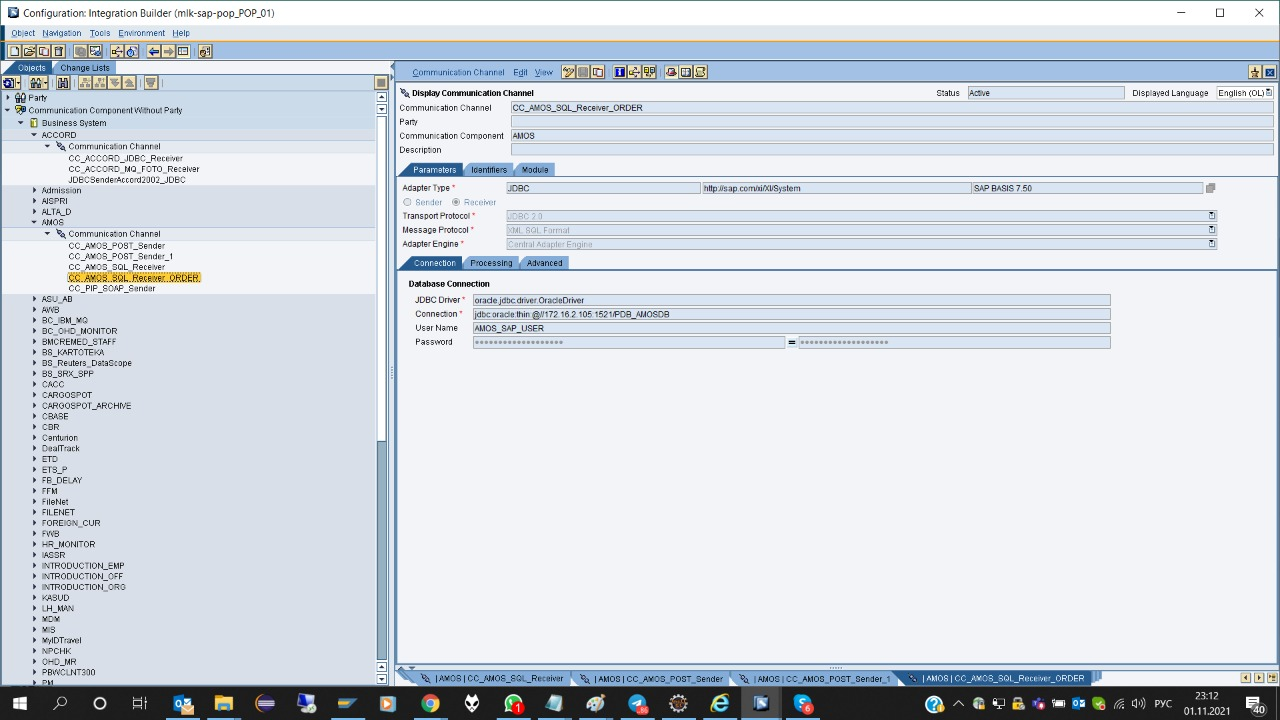 Configuration: Integration Builder (mlk-sap-pop_POP_01)
Object Navigation Tools Environment Help
Objects Change Lists
Party
Communication Component Without Party
Business System
ACCORD
Communication Channel
CC_ACCORD_JDBC_Receiver
CC_ACCORD_MQ_FOTO_Receiver
JDBCSenderAccord2002_JDBC
Admission
AISPRI
ALTA_D
AMOS
Communication Channel
CC_AMOS_POST_Sender
CC_AMOS_POST_Sender_1
CC_AMOS_SQL_Receiver
CC_AMOS_SQL_Receiver_ORDER
CC_PIP_SOAP_Sender
ASU_AB
AWB
BC_IBM_MQ
BC_OHD_MONITOR
BMCREMED_STAFF
BS_KARTOTEKA
BS_Reuters_DataScope
BS_SRX_SPP
CACC
CARGOSPOT
CARGOSPOT_ARCHIVE
CBASE
CBR
Centurion
DealTrack
ETD
ETS_P
FB_DELAY
FFM
FileNet
FILENET
FOREIGN_CUR
FWB
HR_MONITOR
IASSR
INTRODUCTION_EMP
INTRODUCTION_OFF
INTRODUCTION_ORG
KASUD
LH_MAN
MDM
MIS
MyIDTravel
NPCHK
OHD_MR
PBWCLNT300
PM
Communication Channel Edit View
Display Communication Channel
Status Active Displayed Language English (OL)
Communication Channel CC_AMOS_SQL_Receiver_ORDER
Party
Communication Component AMOS
Description
Parameters Identifiers Module
Adapter Type * JDBC http://sap.com/xi/XI/System SAP BASIS 7.50
Sender Receiver
Transport Protocol * JDBC 2.0
Message Protocol * XML SQL Format
Adapter Engine * Central Adapter Engine
Connection Processing Advanced
Database Connection
JDBC Driver * oracle.jdbc.driver.OracleDriver
Connection * jdbc:oracle:thin:@//172.16.2.105:1521/PDB_AMOSDB
User Name AMOS_SAP_USER
Password ******************* = *******************
| AMOS | CC_AMOS_SQL_Receiver | AMOS | CC_AMOS_POST_Sender | AMOS | CC_AMOS_POST_Sender_1 | AMOS | CC_AMOS_SQL_Receiver_ORDER
РУС 23:12
01.11.2021
40